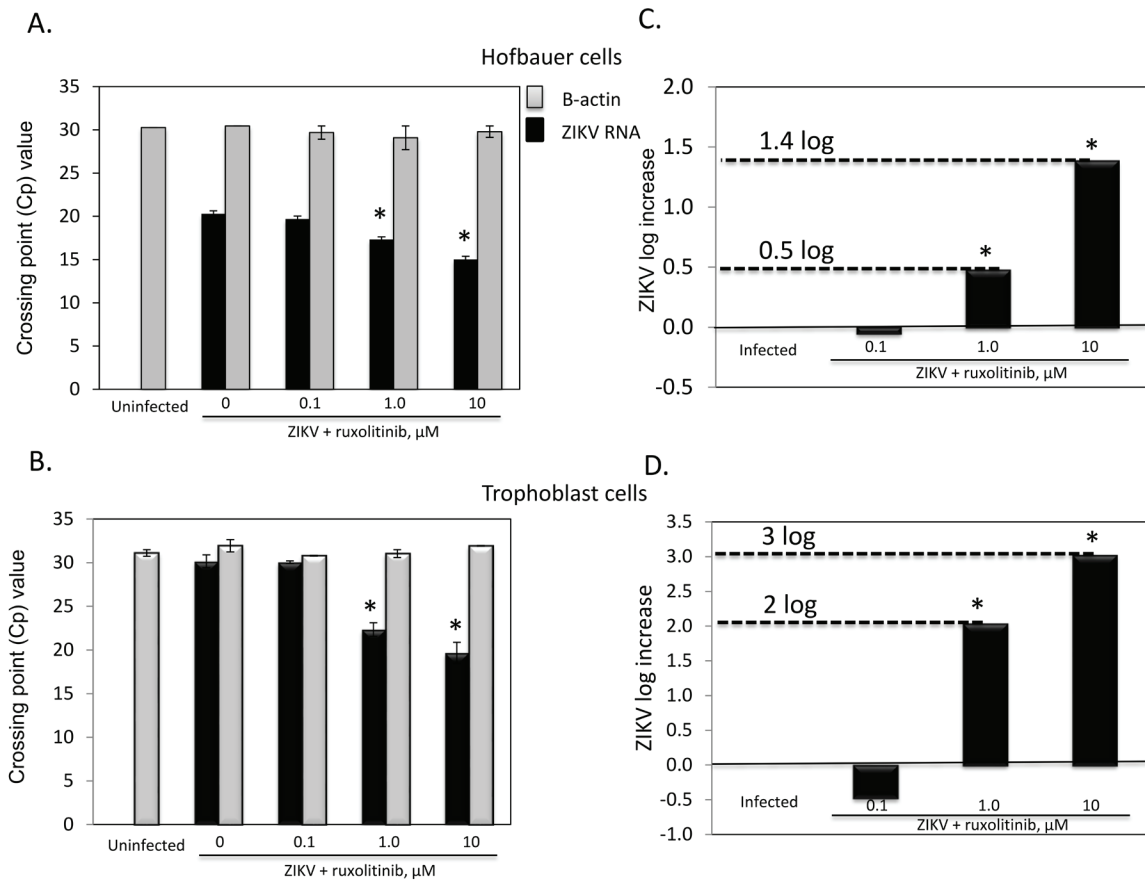 A.
Hofbauer cells
B-actin
ZIKV RNA
Crossing point (Cp) value
35
30
25
20
15
10
5
0
*
*
Uninfected
0
0.1
1.0
10
ZIKV + ruxolitinib, μM
C.
ZIKV log increase
2.0
1.5
1.0
0.5
0.0
-0.5
1.4 log
*
0.5 log
*
Infected
0.1
1.0
10
ZIKV + ruxolitinib, μM
B.
Trophoblast cells
Crossing point (Cp) value
35
30
25
20
15
10
5
0
*
*
Uninfected
0
0.1
1.0
10
ZIKV + ruxolitinib, μM
D.
ZIKV log increase
3.5
3.0
2.5
2.0
1.5
1.0
0.5
0.0
-0.5
-1.0
3 log
*
2 log
*
Infected
0.1
1.0
10
ZIKV + ruxolitinib, μM